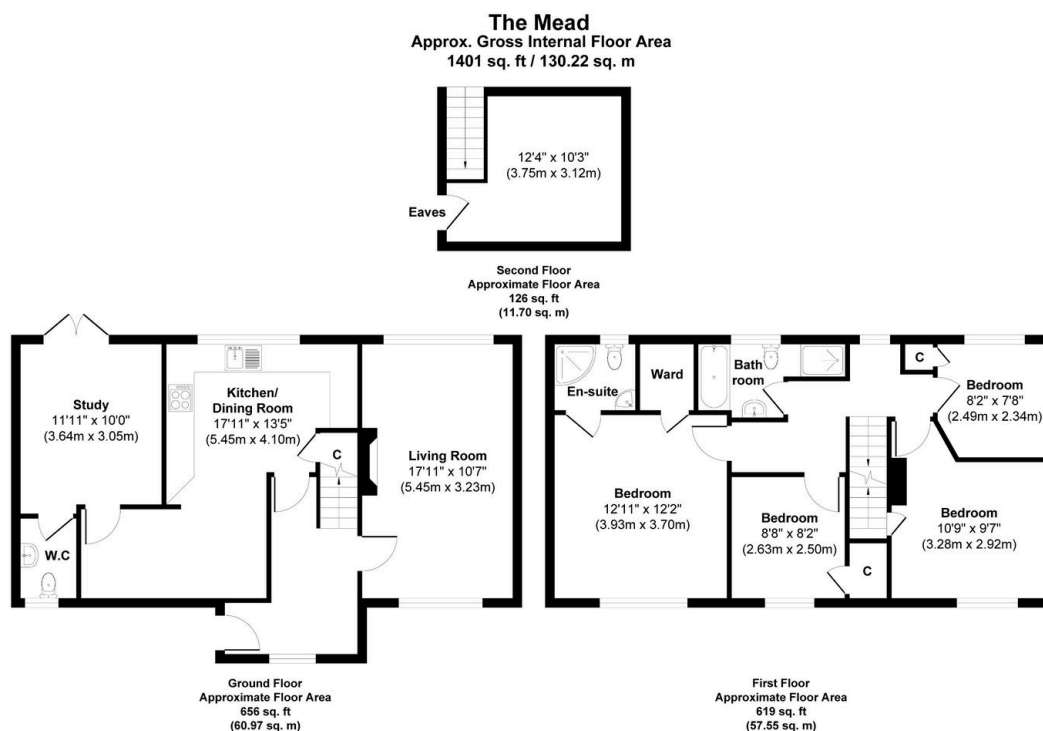 The Mead
Approx. Gross Internal Floor Area
1401 sq. ft / 130.22 sq. m
12'4" x 10'3"
(3.75m x 3.12m)
Eaves
Second Floor
Approximate Floor Area
126 sq. ft
(11.70 sq. m)
Study
11'11" x 10'0"
(3.64m x 3.05m)
W.C
Kitchen/
Dining Room
17'11" x 13'5"
(5.45m x 4.10m)
C
Living Room
17'11" x 10'7"
(5.45m x 3.23m)
Ground Floor
Approximate Floor Area
656 sq. ft
(60.97 sq. m)
En-suite
Ward
Bath
room
C
Bedroom
8'2" x 7'8"
(2.49m x 2.34m)
Bedroom
12'11" x 12'2"
(3.93m x 3.70m)
Bedroom
8'8" x 8'2"
(2.63m x 2.50m)
C
Bedroom
10'9" x 9'7"
(3.28m x 2.92m)
First Floor
Approximate Floor Area
619 sq. ft
(57.55 sq. m)